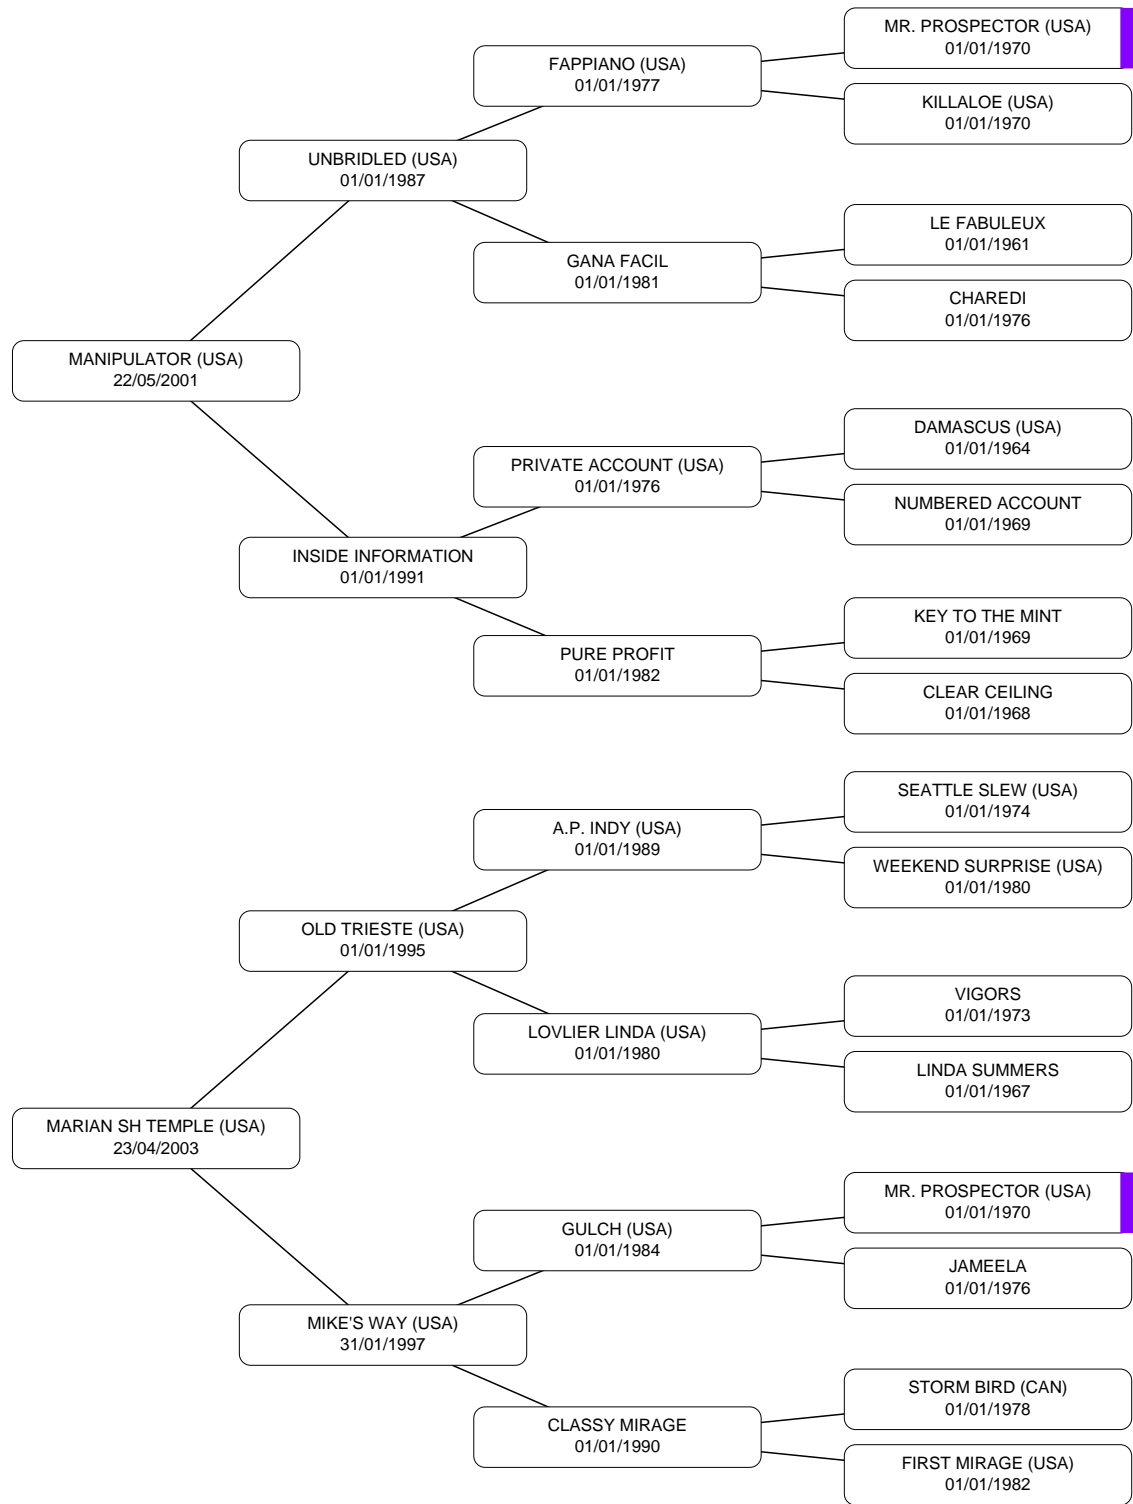 MR. PROSPECTOR (USA)
01/01/1970
FAPPIANO (USA)
01/01/1977
KILLALOE (USA)
01/01/1970
UNBRIDLED (USA)
01/01/1987
LE FABULEUX
01/01/1961
GANA FACIL
01/01/1981
CHAREDI
01/01/1976
MANIPULATOR (USA)
22/05/2001
DAMASCUS (USA)
01/01/1964
PRIVATE ACCOUNT (USA)
01/01/1976
NUMBERED ACCOUNT
01/01/1969
INSIDE INFORMATION
01/01/1991
KEY TO THE MINT
01/01/1969
PURE PROFIT
01/01/1982
CLEAR CEILING
01/01/1968
SEATTLE SLEW (USA)
01/01/1974
A.P. INDY (USA)
01/01/1989
WEEKEND SURPRISE (USA)
01/01/1980
OLD TRIESTE (USA)
01/01/1995
VIGORS
01/01/1973
LOVLIER LINDA (USA)
01/01/1980
LINDA SUMMERS
01/01/1967
MARIAN SH TEMPLE (USA)
23/04/2003
MR. PROSPECTOR (USA)
01/01/1970
GULCH (USA)
01/01/1984
JAMEELA
01/01/1976
MIKE'S WAY (USA)
31/01/1997
STORM BIRD (CAN)
01/01/1978
CLASSY MIRAGE
01/01/1990
FIRST MIRAGE (USA)
01/01/1982